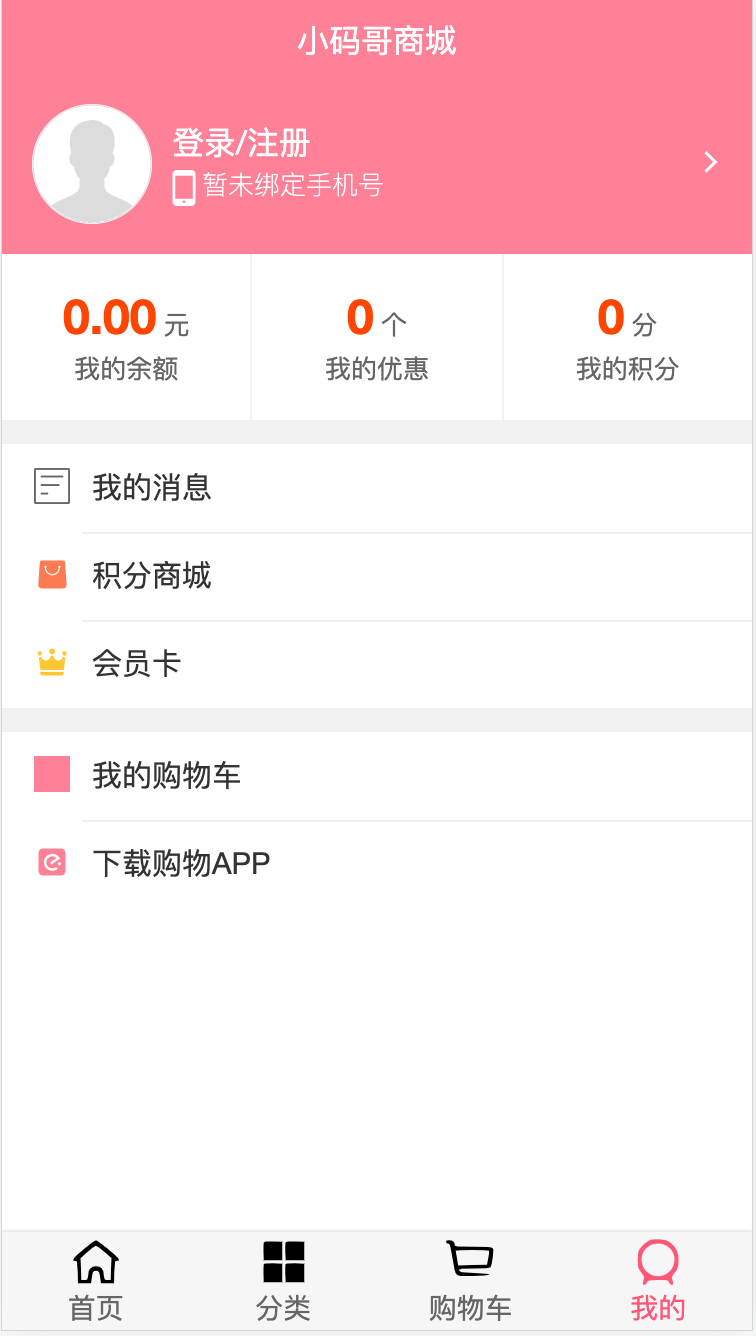 小码哥商城
登录/注册
暂未绑定手机号
0.00 元 0 个 0 分
我的余额 我的优惠 我的积分
我的消息
积分商城
会员卡
我的购物车
下载购物APP
首页 分类 购物车 我的